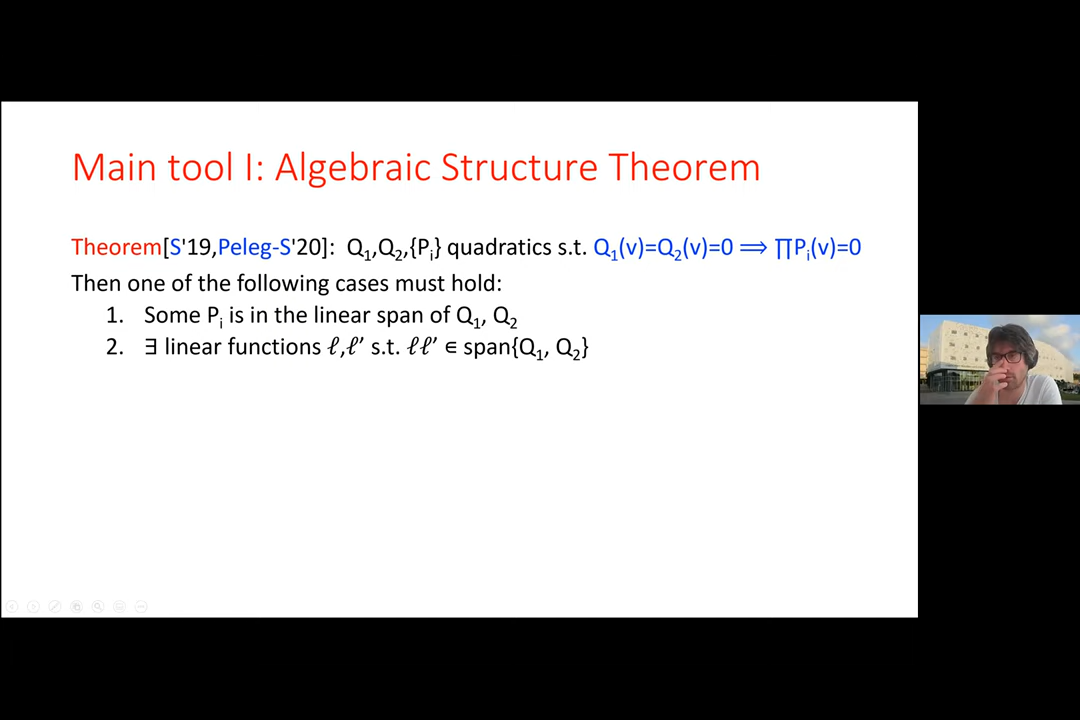 Main tool I: Algebraic Structure Theorem
Theorem[S'19,Peleg-S'20]: Q₁,Q₂,{Pᵢ} quadratics s.t. Q₁(v)=Q₂(v)=0 ⟹ ∏Pᵢ(v)=0
Then one of the following cases must hold:
1. Some Pᵢ is in the linear span of Q₁, Q₂
2. ∃ linear functions ℓ,ℓ’ s.t. ℓℓ’ ∈ span{Q₁, Q₂}